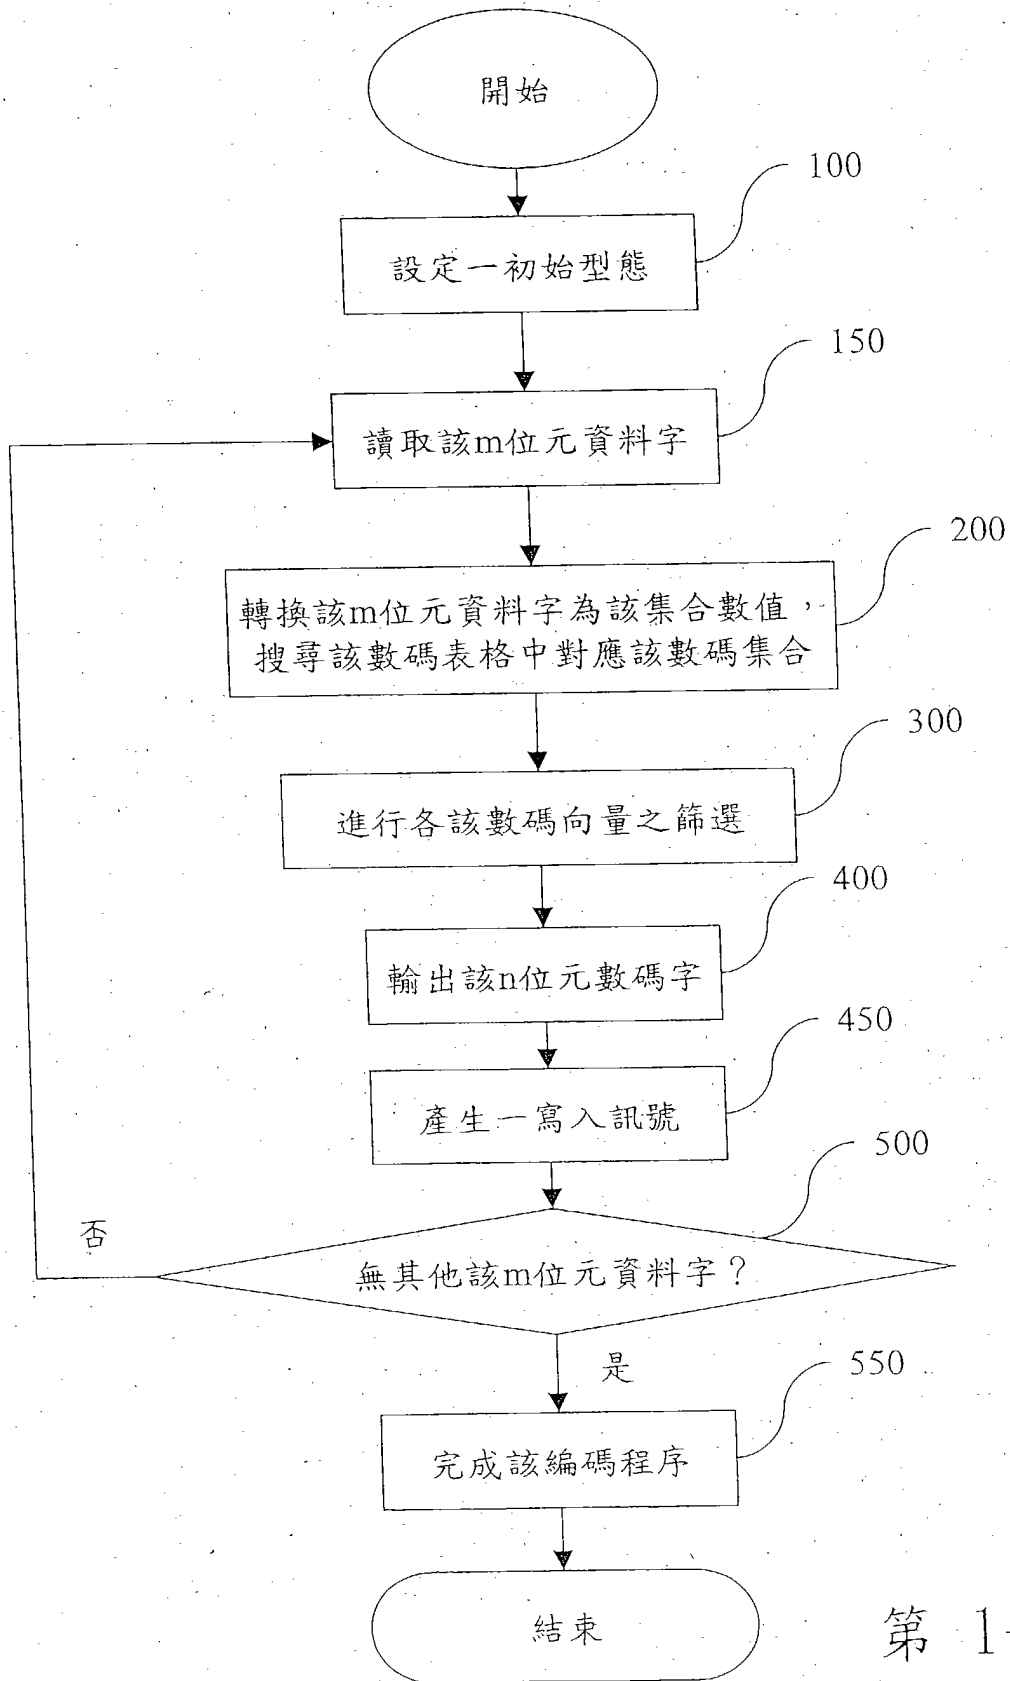 開始
100
設定一初始型態
150
讀取該m位元資料字
200
轉換該m位元資料字為該集合數值，
搜尋該數碼表格中對應該數碼集合
300
進行各該數碼向量之篩選
400
輸出該n位元數碼字
450
產生一寫入訊號
500
否
無其他該m位元資料字？
是
550
完成該編碼程序
結束
第 1